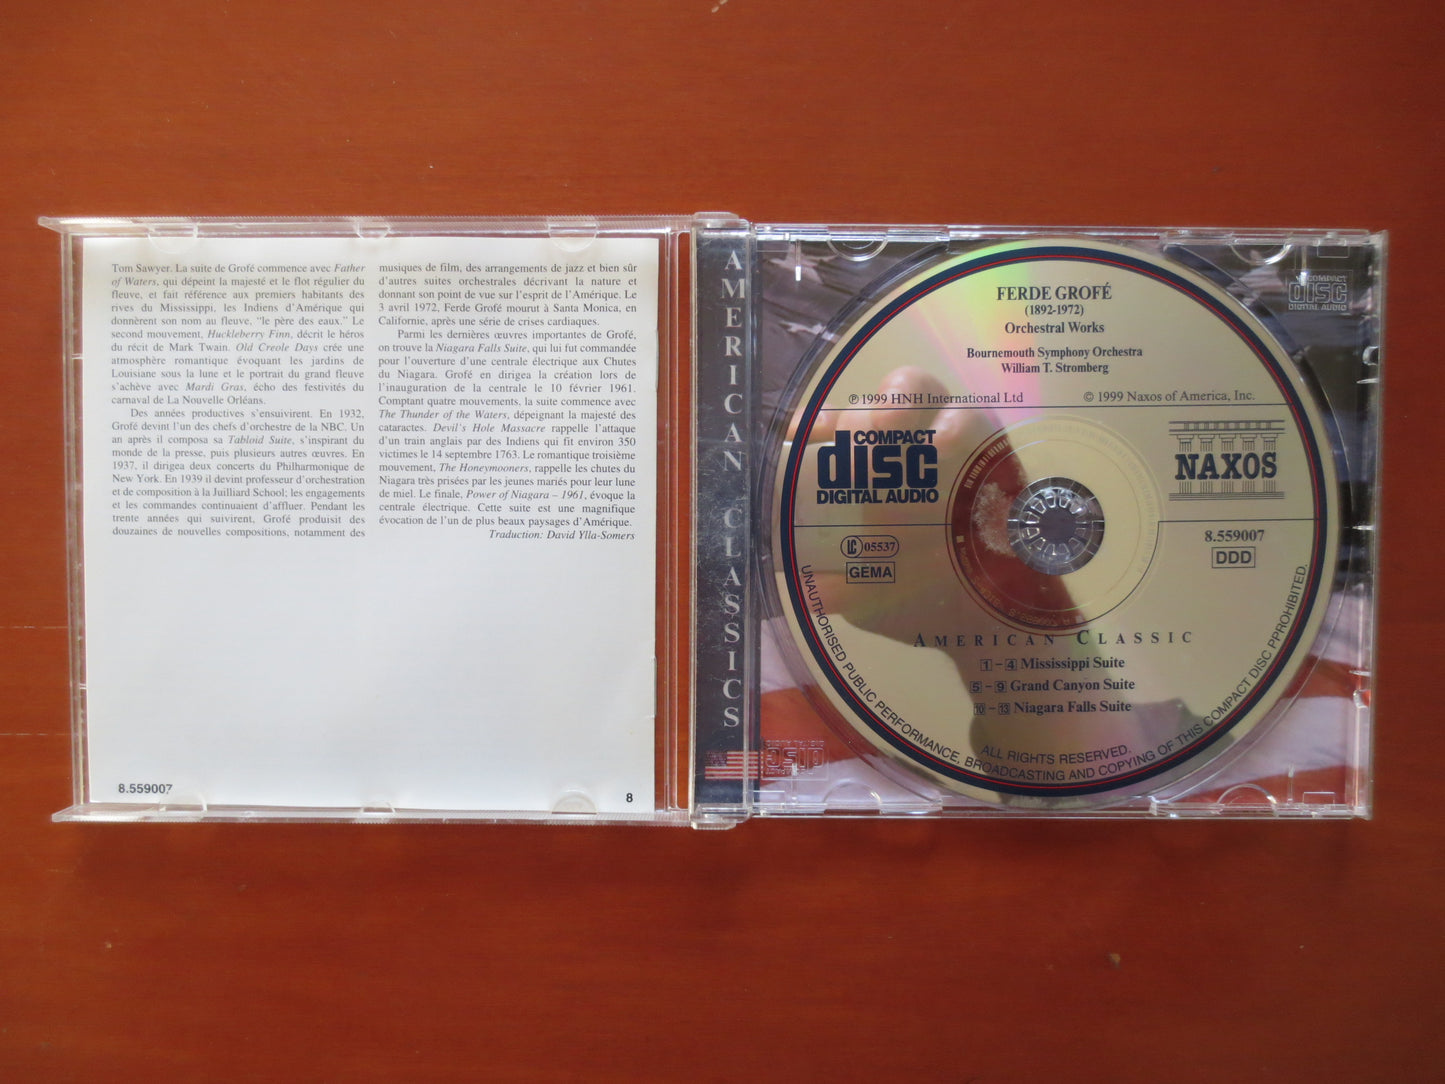 Tom Sawyer. La suite de Grofé commence avec Father
of Waters, qui dépeint la majesté et le flot régulier du
fleuve, et fait référence aux premiers habitants des
rives du Mississippi, les Indiens d'Amérique qui
donnèrent son nom au fleuve, “le père des eaux.” Le
second mouvement, Huckleberry Finn, décrit le héros
du récit de Mark Twain. Old Creole Days crée une
atmosphère romantique évoquant les jardins de
Louisiane sous la lune et le portrait du grand fleuve
s'achève avec Mardi Gras, écho des festivités du
carnaval de La Nouvelle Orléans.
Des années productives s'ensuivirent. En 1932,
Grofé devint l'un des chefs d'orchestre de la NBC. Un
an après il composa sa Tabloid Suite, s'inspirant du
monde de la presse, puis plusieurs autres œuvres. En
1937, il dirigea deux concerts du Philharmonique de
New York. En 1939 il devint professeur d'orchestration
et de composition à la Juilliard School; les engagements
et les commandes continuaient d'affluer. Pendant les
trente années qui suivirent, Grofé produisit des
douzaines de nouvelles compositions, notamment des
musiques de film, des arrangements de jazz et bien sûr
d'autres suites orchestrales décrivant la nature et
donnant son point de vue sur l'esprit de l'Amérique. Le
3 avril 1972, Ferde Grofé mourut à Santa Monica, en
Californie, après une série de crises cardiaques.
Parmi les dernières œuvres importantes de Grofé,
on trouve la Niagara Falls Suite, qui lui fut commandée
pour l'ouverture d'une centrale électrique aux Chutes
du Niagara. Grofé en dirigea la création lors de
l'inauguration de la centrale le 10 février 1961.
Comptant quatre mouvements, la suite commence avec
The Thunder of the Waters, dépeignant la majesté des
cataractes. Devil's Hole Massacre rappelle l'attaque
d'un train anglais par des Indiens qui fit environ 350
victimes le 14 septembre 1763. Le romantique troisième
mouvement, The Honeymooners, rappelle les chutes du
Niagara très prisées par les jeunes mariés pour leur lune
de miel. Le finale, Power of Niagara – 1961, évoque la
centrale électrique. Cette suite est une magnifique
évocation de l'un de plus beaux paysages d'Amérique.
Traduction: David Ylla-Somers
8.559007
8
AMERICAN CLASSICS
COMPACT
disc
DIGITAL AUDIO
FERDE GROFÉ
(1892-1972)
Orchestral Works
Bournemouth Symphony Orchestra
William T. Stromberg
℗ 1999 HNH International Ltd
© 1999 Naxos of America, Inc.
COMPACT
disc
DIGITAL AUDIO
NAXOS
LC 05537
GEMA
8.559007
DDD
AMERICAN CLASSIC
1 – 4 Mississippi Suite
5 – 9 Grand Canyon Suite
10 – 13 Niagara Falls Suite
ALL RIGHTS RESERVED.
UNAUTHORISED PUBLIC PERFORMANCE, BROADCASTING AND COPYING OF THIS COMPACT DISC PPROHIBITED.